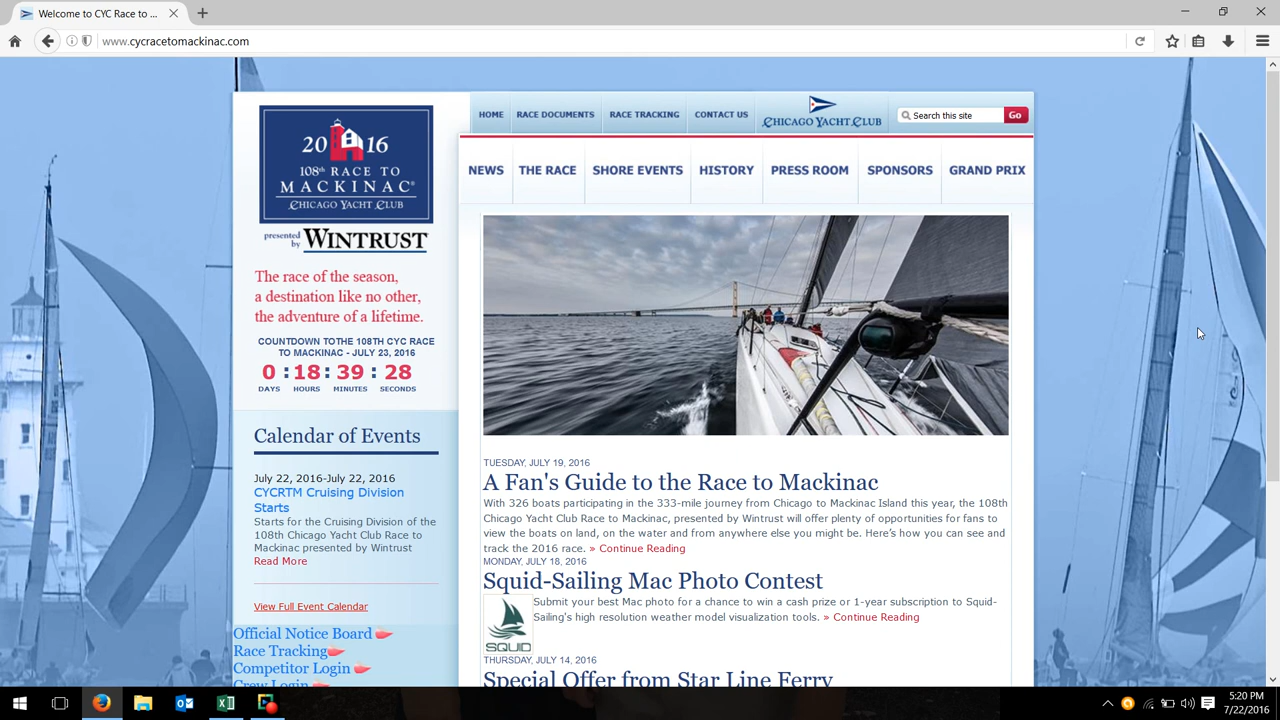 Welcome to CYC Race to ...
www.cycracetomackinac.com
2016
108th RACE TO
MACKINAC®
CHICAGO YACHT CLUB
presented by WINTRUST
The race of the season,
a destination like no other,
the adventure of a lifetime.
COUNTDOWN TOTHE 108TH CYC RACE
TO MACKINAC - JULY 23, 2016
0 : 18 : 39 : 28
DAYS HOURS MINUTES SECONDS
Calendar of Events
July 22, 2016-July 22, 2016
CYCRTM Cruising Division
Starts
Starts for the Cruising Division of the
108th Chicago Yacht Club Race to
Mackinac presented by Wintrust
Read More
View Full Event Calendar
Official Notice Board
Race Tracking
Competitor Login
Crew Login
HOME RACE DOCUMENTS RACE TRACKING CONTACT US CHICAGO YACHT CLUB Search this site Go
NEWS THE RACE SHORE EVENTS HISTORY PRESS ROOM SPONSORS GRAND PRIX
TUESDAY, JULY 19, 2016
A Fan's Guide to the Race to Mackinac
With 326 boats participating in the 333-mile journey from Chicago to Mackinac Island this year, the 108th
Chicago Yacht Club Race to Mackinac, presented by Wintrust will offer plenty of opportunities for fans to
view the boats on land, on the water and from anywhere else you might be. Here's how you can see and
track the 2016 race. » Continue Reading
MONDAY, JULY 18, 2016
Squid-Sailing Mac Photo Contest
Submit your best Mac photo for a chance to win a cash prize or 1-year subscription to Squid-
Sailing's high resolution weather model visualization tools. » Continue Reading
SQUID
THURSDAY, JULY 14, 2016
Special Offer from Star Line Ferry
5:20 PM
7/22/2016